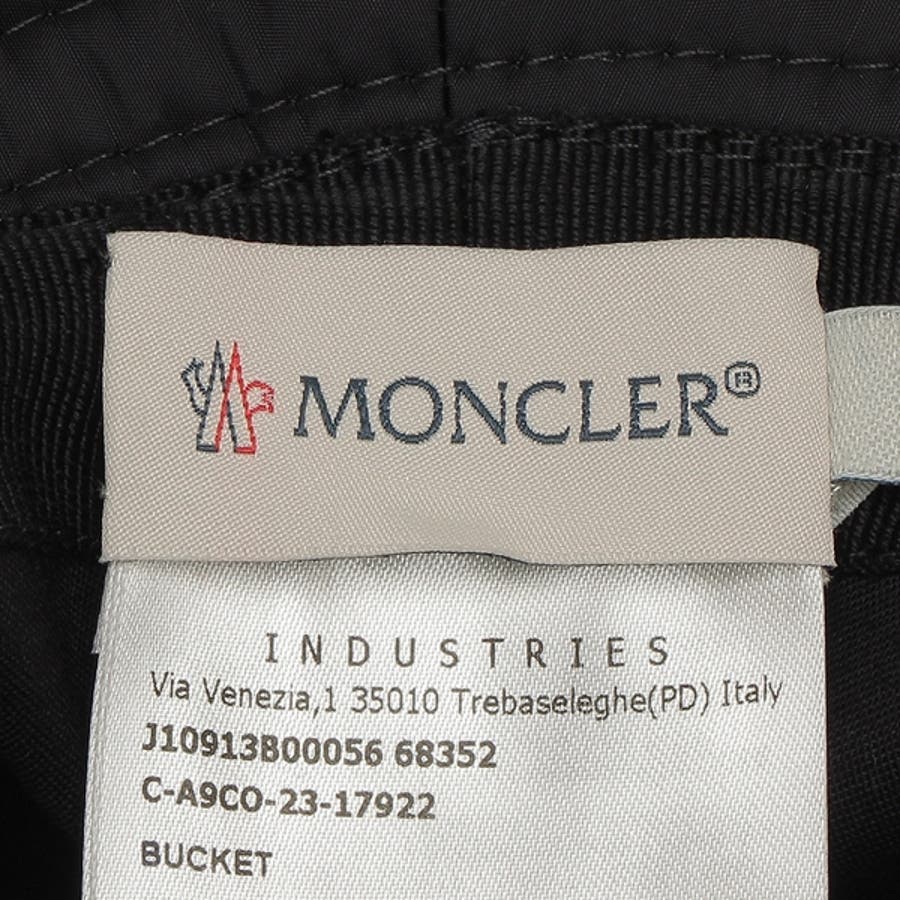 MONCLER®
INDUSTRIES
Via Venezia,1 35010 Trebaseleghe(PD) Italy
J10913B00056 68352
C-A9CO-23-17922
BUCKET